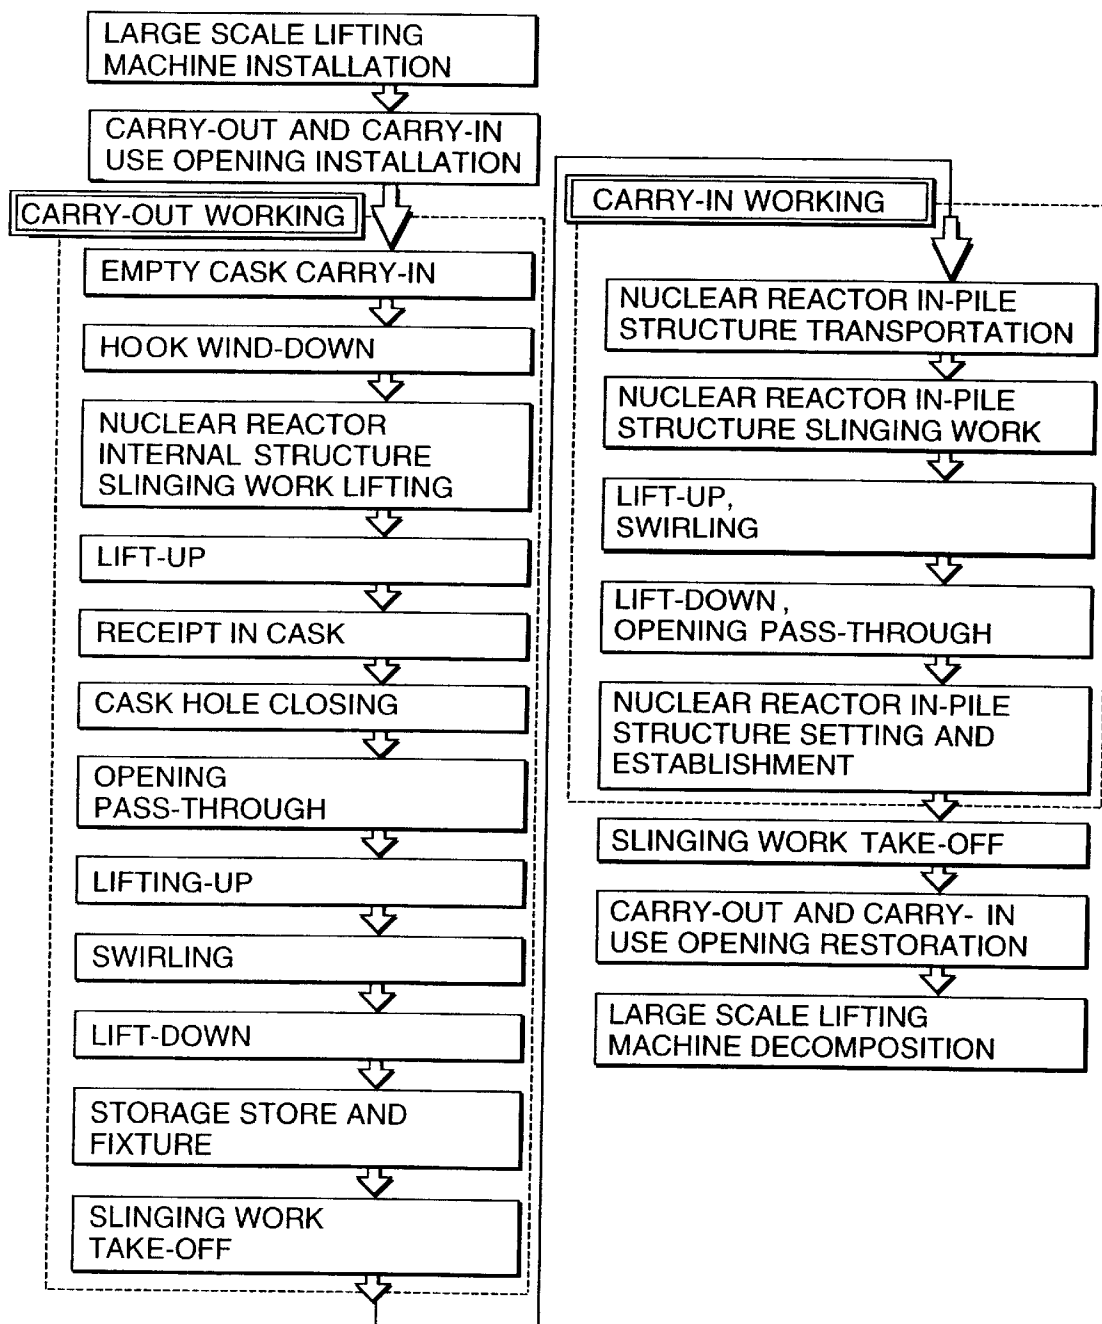 LARGE SCALE LIFTING
MACHINE INSTALLATION
CARRY-OUT AND CARRY-IN
USE OPENING INSTALLATION
CARRY-OUT WORKING
EMPTY CASK CARRY-IN
HOOK WIND-DOWN
NUCLEAR REACTOR
INTERNAL STRUCTURE
SLINGING WORK LIFTING
LIFT-UP
RECEIPT IN CASK
CASK HOLE CLOSING
OPENING
PASS-THROUGH
LIFTING-UP
SWIRLING
LIFT-DOWN
STORAGE STORE AND
FIXTURE
SLINGING WORK
TAKE-OFF
CARRY-IN WORKING
NUCLEAR REACTOR IN-PILE
STRUCTURE TRANSPORTATION
NUCLEAR REACTOR IN-PILE
STRUCTURE SLINGING WORK
LIFT-UP,
SWIRLING
LIFT-DOWN ,
OPENING PASS-THROUGH
NUCLEAR REACTOR IN-PILE
STRUCTURE SETTING AND
ESTABLISHMENT
SLINGING WORK TAKE-OFF
CARRY-OUT AND CARRY- IN
USE OPENING RESTORATION
LARGE SCALE LIFTING
MACHINE DECOMPOSITION